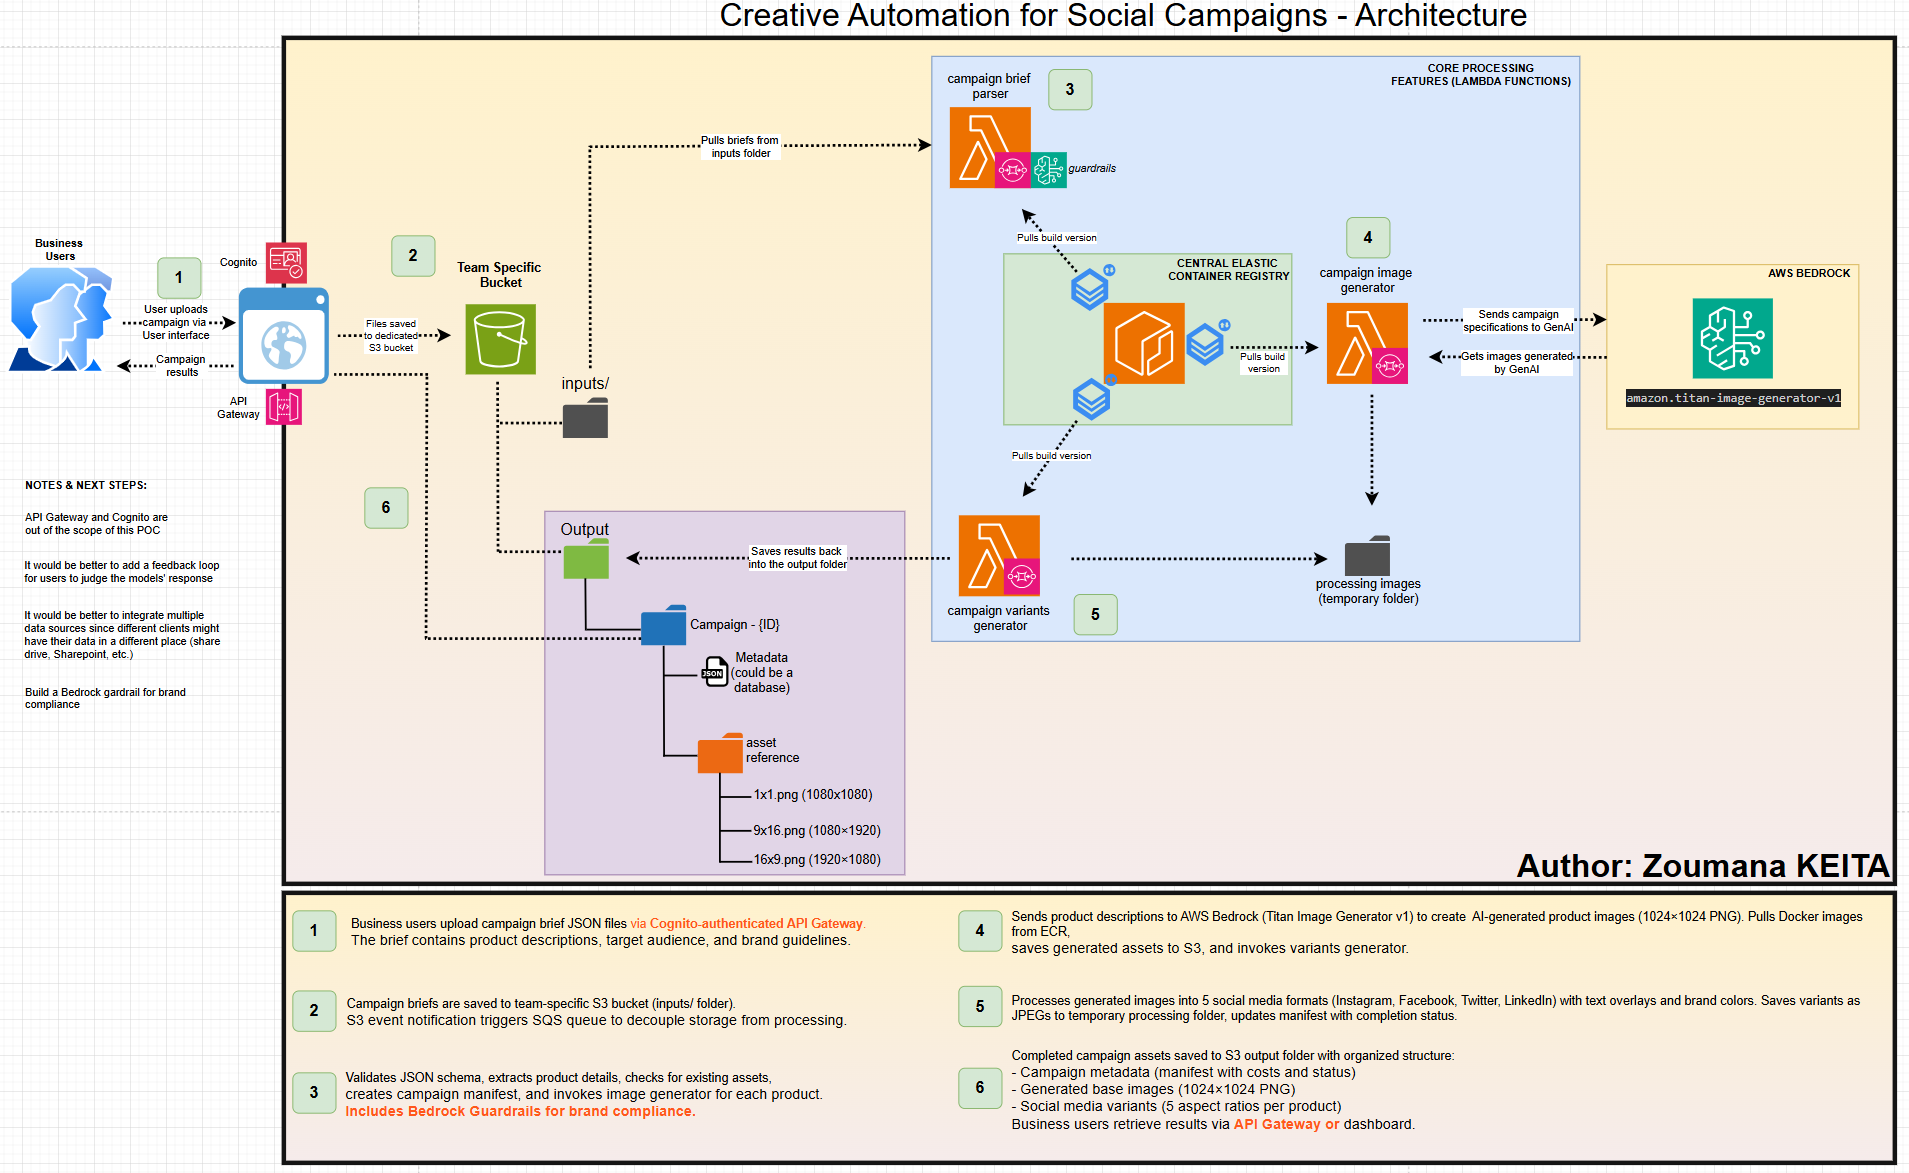 Creative Automation for Social Campaigns - Architecture
CORE PROCESSING
FEATURES (LAMBDA FUNCTIONS)
campaign brief
parser
3
guardrails
Pulls briefs from
inputs folder
Business
Users
1
User uploads
campaign via
User interface
Campaign
results
Cognito
API
Gateway
2
Files saved
to dedicated
S3 bucket
Team Specific
Bucket
inputs/
Pulls build version
CENTRAL ELASTIC
CONTAINER REGISTRY
Pulls build
version
Pulls build version
4
campaign image
generator
Sends campaign
specifications to GenAI
Gets images generated
by GenAI
AWS BEDROCK
amazon.titan-image-generator-v1
NOTES & NEXT STEPS:
API Gateway and Cognito are
out of the scope of this POC
It would be better to add a feedback loop
for users to judge the models' response
It would be better to integrate multiple
data sources since different clients might
have their data in a different place (share
drive, Sharepoint, etc.)
Build a Bedrock gardrail for brand
compliance
6
Output
Saves results back
into the output folder
campaign variants
generator
5
processing images
(temporary folder)
Campaign - {ID}
JSON
Metadata
(could be a
database)
asset
reference
1x1.png (1080x1080)
9x16.png (1080×1920)
16x9.png (1920×1080)
Author: Zoumana KEITA
1
Business users upload campaign brief JSON files via Cognito-authenticated API Gateway.
The brief contains product descriptions, target audience, and brand guidelines.
2
Campaign briefs are saved to team-specific S3 bucket (inputs/ folder).
S3 event notification triggers SQS queue to decouple storage from processing.
3
Validates JSON schema, extracts product details, checks for existing assets,
creates campaign manifest, and invokes image generator for each product.
Includes Bedrock Guardrails for brand compliance.
4
Sends product descriptions to AWS Bedrock (Titan Image Generator v1) to create AI-generated product images (1024×1024 PNG). Pulls Docker images
from ECR,
saves generated assets to S3, and invokes variants generator.
5
Processes generated images into 5 social media formats (Instagram, Facebook, Twitter, LinkedIn) with text overlays and brand colors. Saves variants as
JPEGs to temporary processing folder, updates manifest with completion status.
6
Completed campaign assets saved to S3 output folder with organized structure:
- Campaign metadata (manifest with costs and status)
- Generated base images (1024×1024 PNG)
- Social media variants (5 aspect ratios per product)
Business users retrieve results via API Gateway or dashboard.